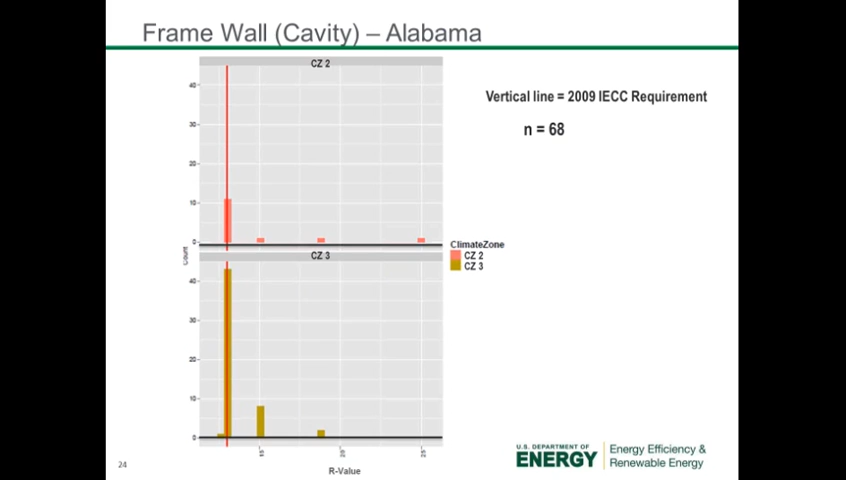 Frame Wall (Cavity) – Alabama
CZ 2
40
30
20
10
0
Vertical line = 2009 IECC Requirement
n = 68
Count
CZ 3
40
30
20
10
0
15
20
25
R-Value
ClimateZone
CZ 2
CZ 3
24
U.S. DEPARTMENT OF
ENERGY
Energy Efficiency &
Renewable Energy